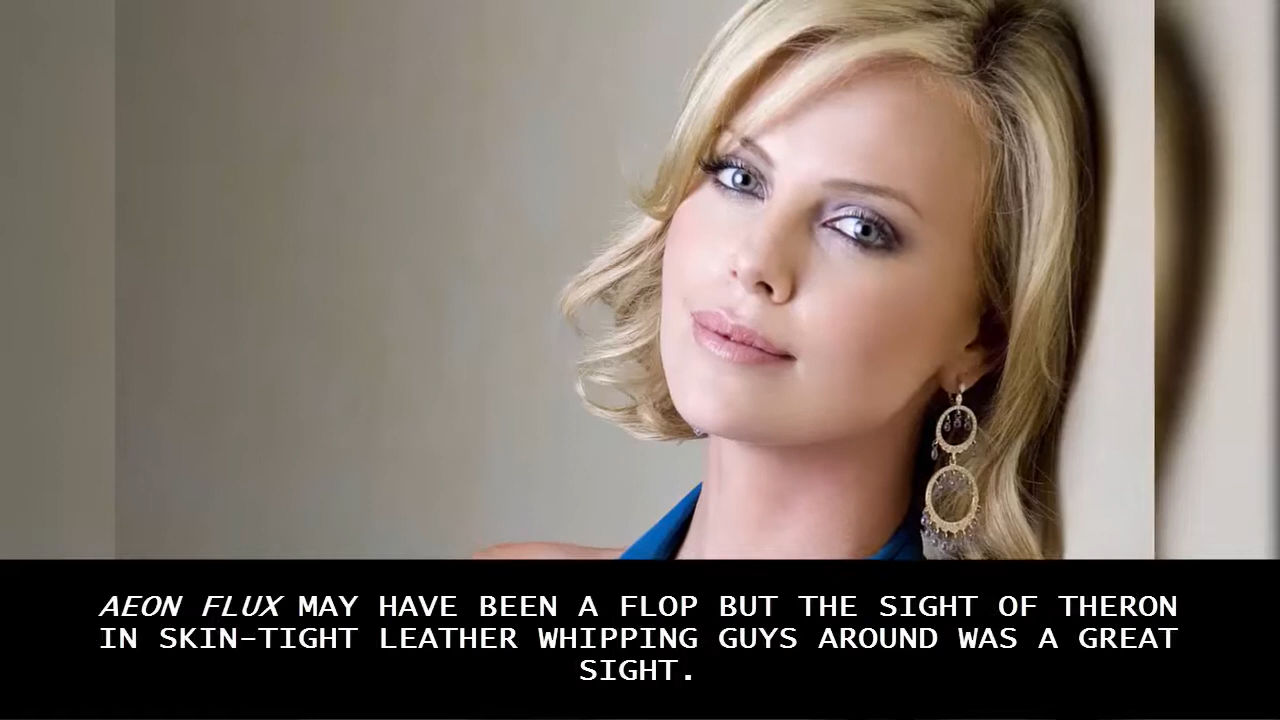 AEON FLUX MAY HAVE BEEN A FLOP BUT THE SIGHT OF THERON
IN SKIN-TIGHT LEATHER WHIPPING GUYS AROUND WAS A GREAT
SIGHT.